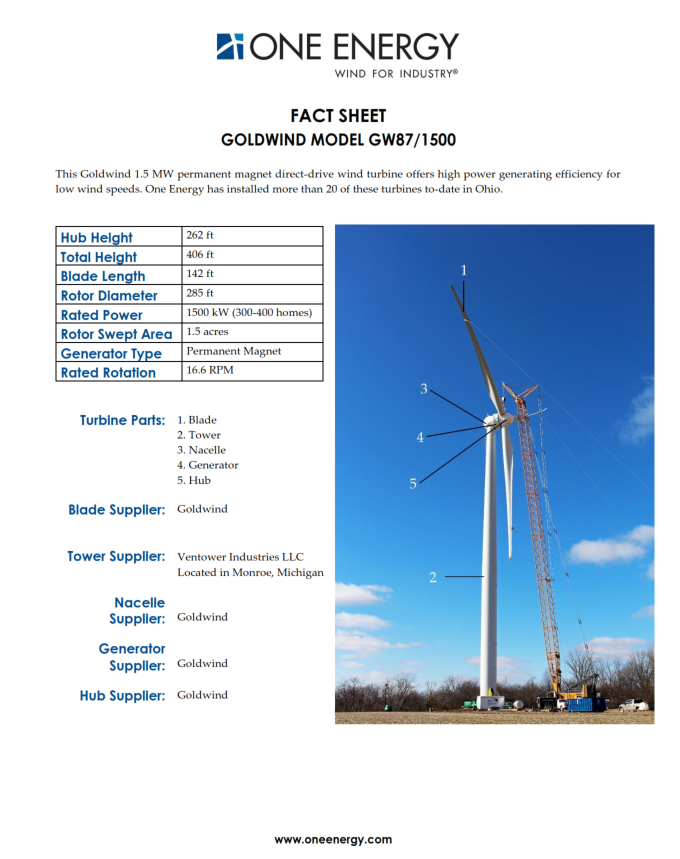 ONE ENERGY
WIND FOR INDUSTRY®
FACT SHEET
GOLDWIND MODEL GW87/1500
This Goldwind 1.5 MW permanent magnet direct-drive wind turbine offers high power generating efficiency for
low wind speeds. One Energy has installed more than 20 of these turbines to-date in Ohio.
Hub Height 262 ft
Total Height 406 ft
Blade Length 142 ft
Rotor Diameter 285 ft
Rated Power 1500 kW (300-400 homes)
Rotor Swept Area 1.5 acres
Generator Type Permanent Magnet
Rated Rotation 16.6 RPM
Turbine Parts: 1. Blade
2. Tower
3. Nacelle
4. Generator
5. Hub
Blade Supplier: Goldwind
Tower Supplier: Ventower Industries LLC
Located in Monroe, Michigan
Nacelle
Supplier: Goldwind
Generator
Supplier: Goldwind
Hub Supplier: Goldwind
1
3
4
5
2
www.oneenergy.com